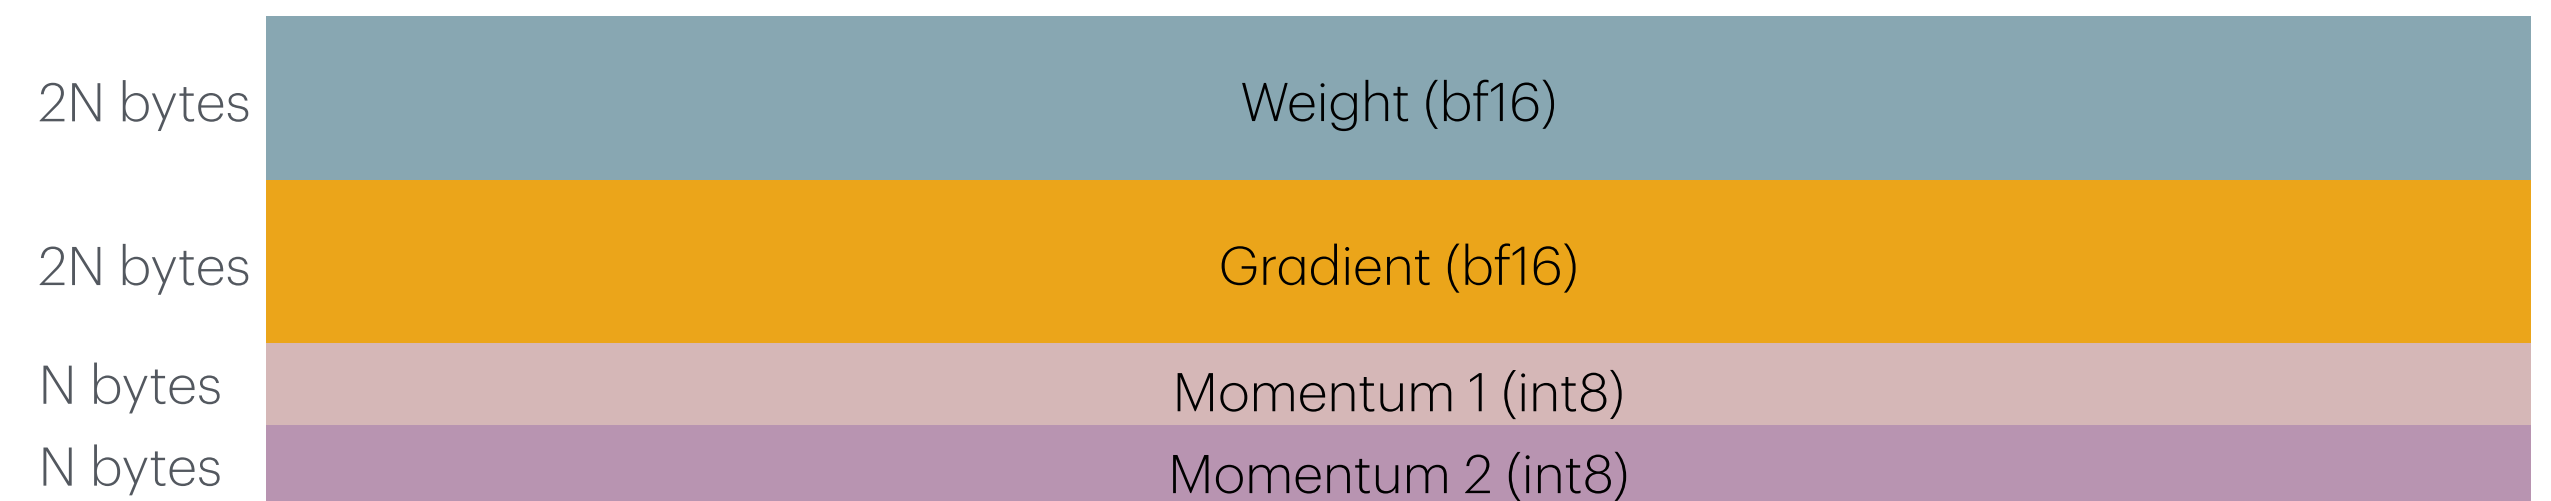 2N bytes Weight (bf16)
2N bytes Gradient (bf16)
N bytes Momentum 1 (int8)
N bytes Momentum 2 (int8)